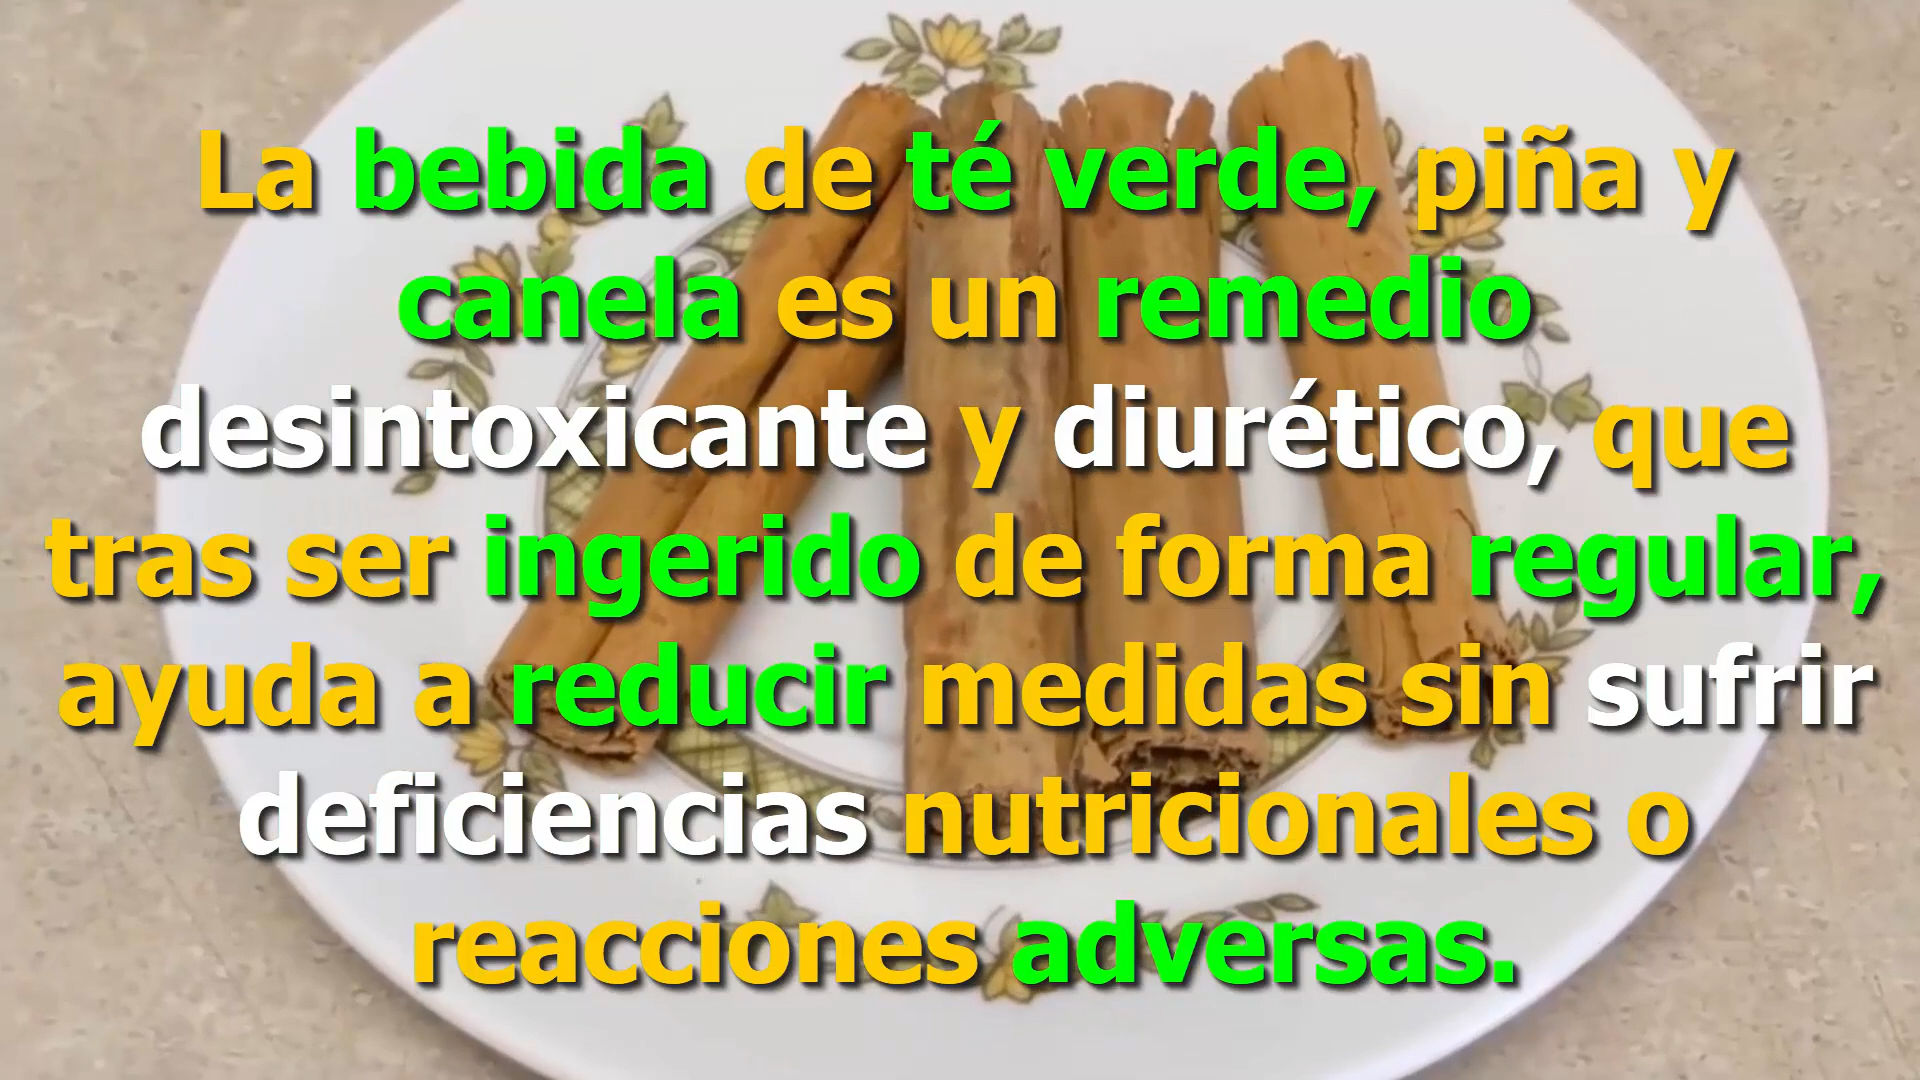 La bebida de té verde, piña y
canela es un remedio
desintoxicante y diurético, que
tras ser ingerido de forma regular,
ayuda a reducir medidas sin sufrir
deficiencias nutricionales o
reacciones adversas.